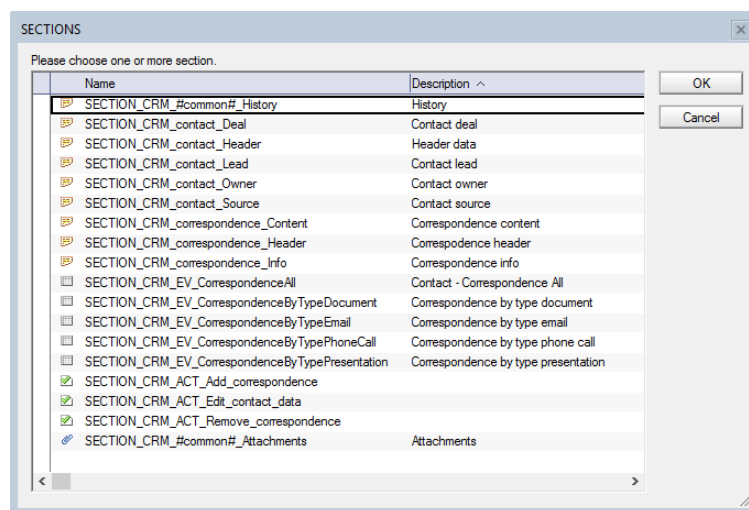 SECTIONS
Please choose one or more section.
Name Description
SECTION_CRM_#common#_History History
SECTION_CRM_contact_Deal Contact deal
SECTION_CRM_contact_Header Header data
SECTION_CRM_contact_Lead Contact lead
SECTION_CRM_contact_Owner Contact owner
SECTION_CRM_contact_Source Contact source
SECTION_CRM_correspondence_Content Correspondence content
SECTION_CRM_correspondence_Header Correspodence header
SECTION_CRM_correspondence_Info Correspondence info
SECTION_CRM_EV_CorrespondenceAll Contact - Correspondence All
SECTION_CRM_EV_CorrespondenceByTypeDocument Correspondence by type document
SECTION_CRM_EV_CorrespondenceByTypeEmail Correspondence by type email
SECTION_CRM_EV_CorrespondenceByTypePhoneCall Correspondence by type phone call
SECTION_CRM_EV_CorrespondenceByTypePresentation Correspondence by type presentation
SECTION_CRM_ACT_Add_correspondence
SECTION_CRM_ACT_Edit_contact_data
SECTION_CRM_ACT_Remove_correspondence
SECTION_CRM_#common#_Attachments Attachments
OK
Cancel